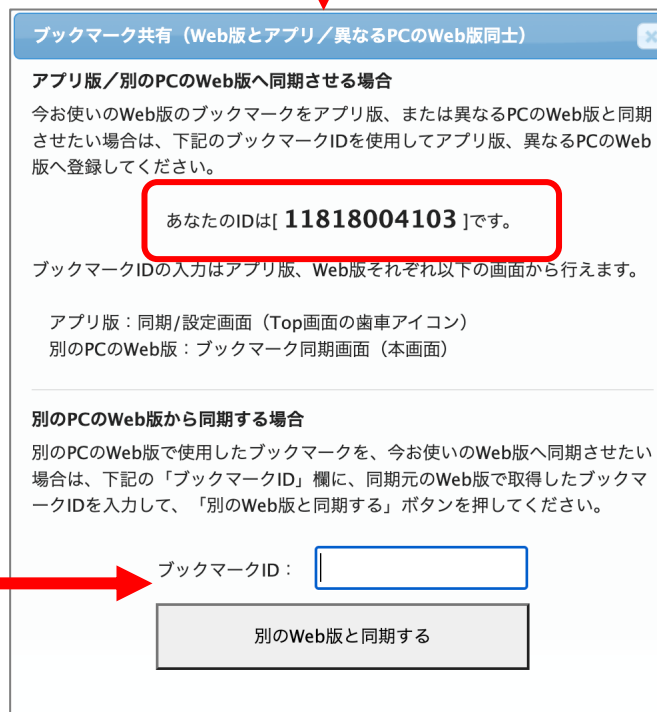 ブックマーク共有（Web版とアプリ／異なるPCのWeb版同士）
アプリ版／別のPCのWeb版へ同期させる場合
今お使いのWeb版のブックマークをアプリ版、または異なるPCのWeb版と同期
させたい場合は、下記のブックマークIDを使用してアプリ版、異なるPCのWeb
版へ登録してください。
あなたのIDは[ 11818004103 ]です。
ブックマークIDの入力はアプリ版、Web版それぞれ以下の画面から行えます。
アプリ版：同期/設定画面（Top画面の歯車アイコン）
別のPCのWeb版：ブックマーク同期画面（本画面）
別のPCのWeb版から同期する場合
別のPCのWeb版で使用したブックマークを、今お使いのWeb版へ同期させたい
場合は、下記の「ブックマークID」欄に、同期元のWeb版で取得したブックマ
ークIDを入力して、「別のWeb版と同期する」ボタンを押してください。
ブックマークID：
別のWeb版と同期する